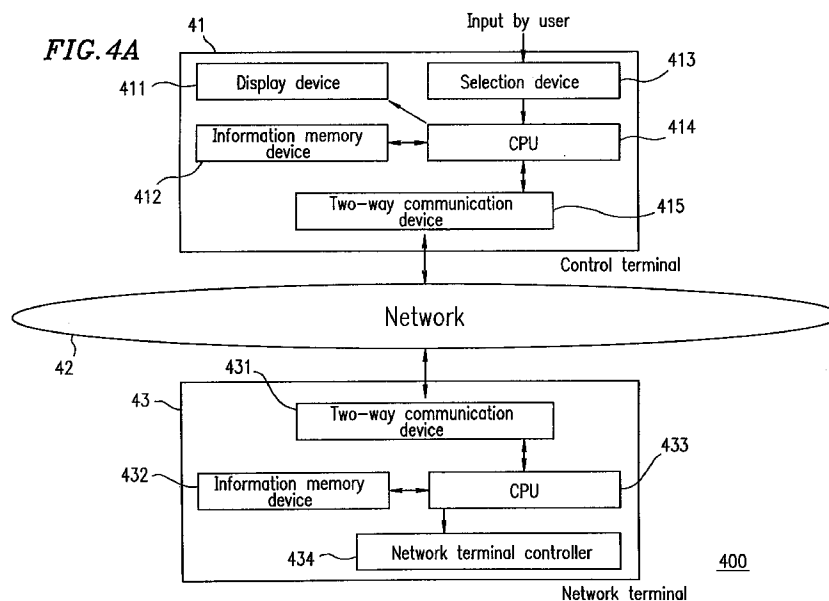 FIG. 4A
41
Input by user
411
Display device
Selection device
413
Information memory
device
412
CPU
414
Two-way communication
device
415
Control terminal
Network
42
431
43
Two-way communication
device
432
Information memory
device
CPU
433
434
Network terminal controller
400
Network terminal